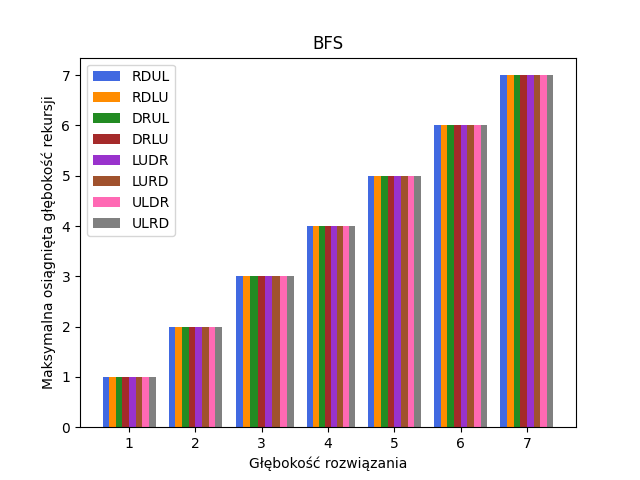 BFS
Maksymalna osiągnięta głębokość rekursji
7
6
5
4
3
2
1
0
RDUL
RDLU
DRUL
DRLU
LUDR
LURD
ULDR
ULRD
1 2 3 4 5 6 7
Głębokość rozwiązania